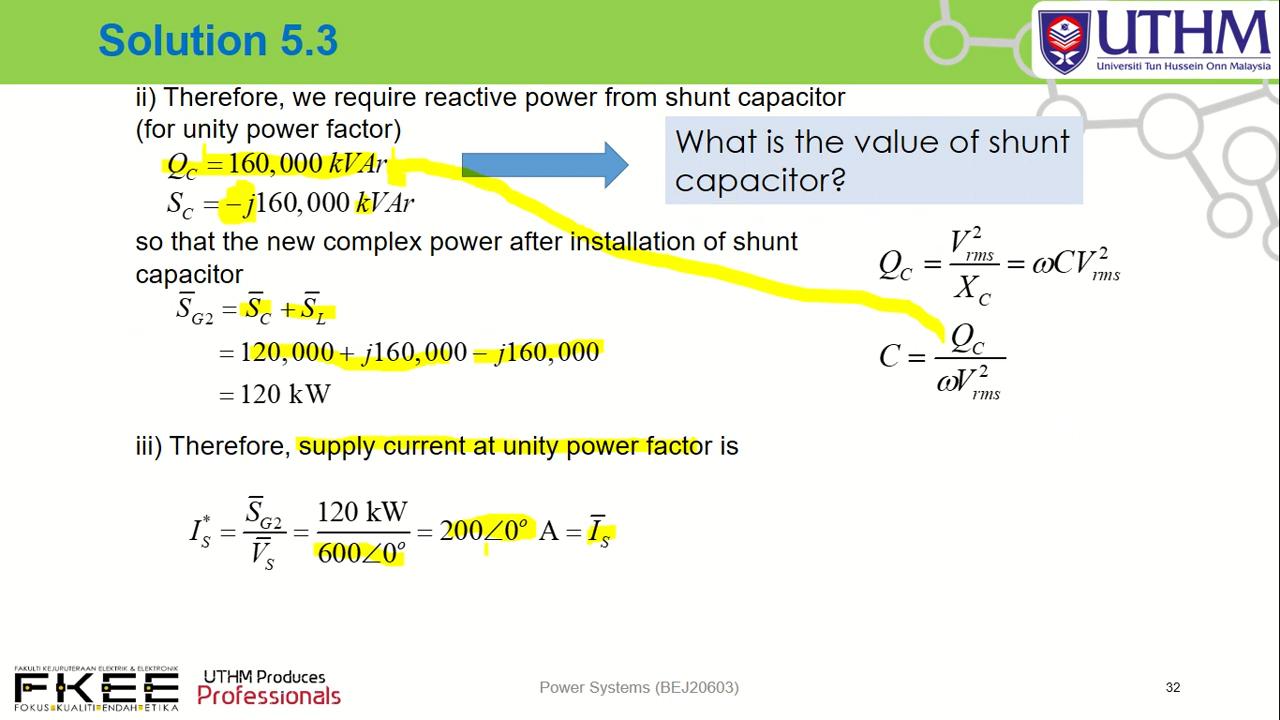 Solution 5.3
UTHM
Universiti Tun Hussein Onn Malaysia
ii) Therefore, we require reactive power from shunt capacitor
(for unity power factor)
Q_C = 160,000 kVAr
S_C = −j160,000 kVAr
What is the value of shunt
capacitor?
so that the new complex power after installation of shunt
capacitor
S̄_G2 = S̄_C + S̄_L
= 120,000 + j160,000 − j160,000
= 120 kW
Q_C = V²_rms / X_C = ωCV²_rms
C = Q_C / ωV²_rms
iii) Therefore, supply current at unity power factor is
I*_S = S̄_G2 / V̄_S = 120 kW / 600∠0° = 200∠0° A = Ī_S
FAKULTI KEJURUTERAAN ELEKTRIK & ELEKTRONIK
FKEE
FOKUS KUALITI ENDAH ETIKA
UTHM Produces
Professionals
Power Systems (BEJ20603)
32